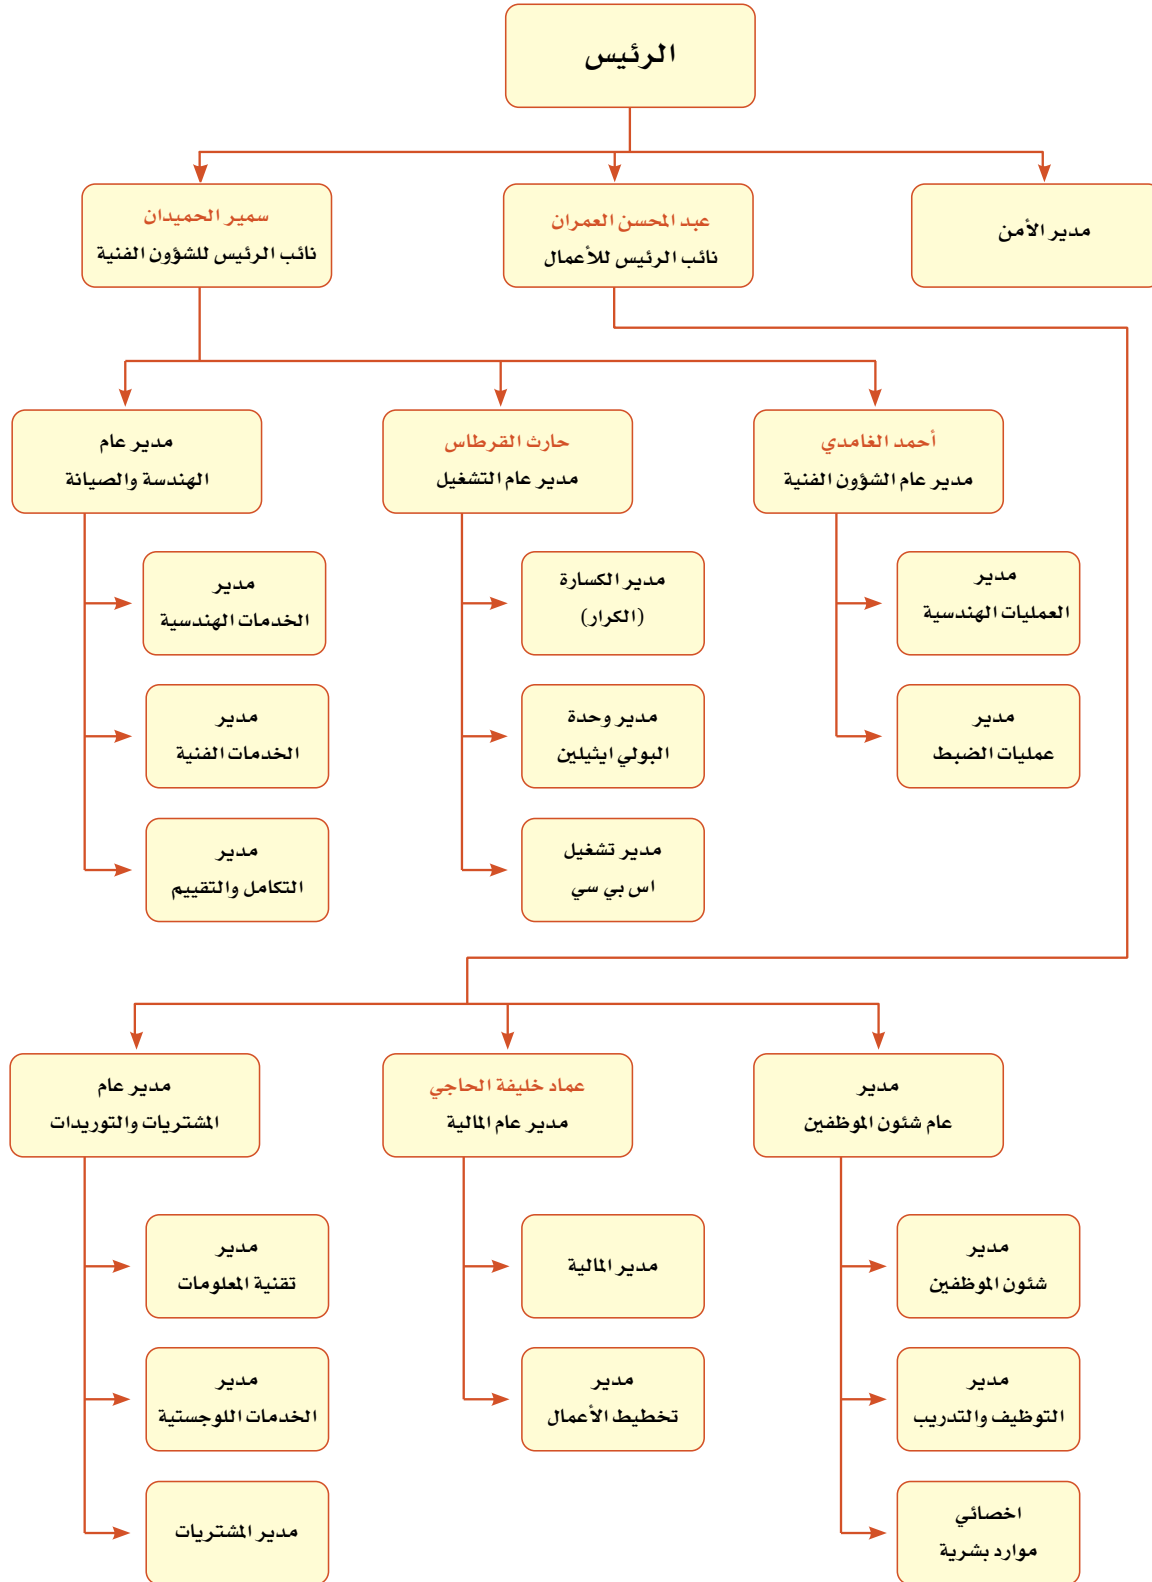 الرئيس
مدير الأمن
عبد المحسن العمران
نائب الرئيس للأعمال
سمير الحميدان
نائب الرئيس للشؤون الفنية
أحمد الغامدي
مدير عام الشؤون الفنية
حارث القرطاس
مدير عام التشغيل
مدير عام
الهندسة والصيانة
مدير
العمليات الهندسية
مدير الكسارة
(الكرار)
مدير
الخدمات الهندسية
مدير
عمليات الضبط
مدير وحدة
البولي ايثيلين
مدير
الخدمات الفنية
مدير تشغيل
اس بي سي
مدير
التكامل والتقييم
مدير
عام شئون الموظفين
عماد خليفة الحاجي
مدير عام المالية
مدير عام
المشتريات والتوريدات
مدير
شئون الموظفين
مدير المالية
مدير
تقنية المعلومات
مدير
التوظيف والتدريب
مدير
تخطيط الأعمال
مدير
الخدمات اللوجستية
اخصائي
موارد بشرية
مدير المشتريات